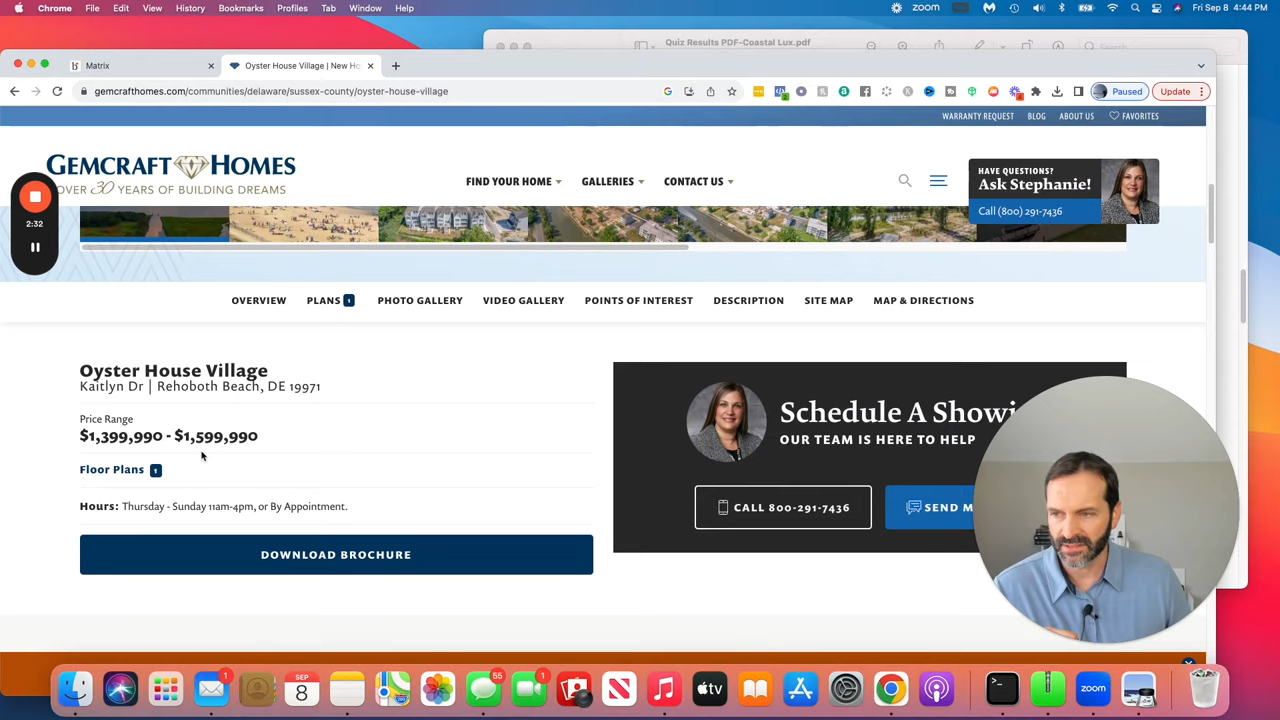 Chrome File Edit View History Bookmarks Profiles Tab Window Help
zoom Fri Sep 8 4:44 PM
Quiz Results PDF-Coastal Lux.pdf
Search
Matrix
Oyster House Village | New Ho
gemcrafthomes.com/communities/delaware/sussex-county/oyster-house-village
Paused
Update
WARRANTY REQUEST BLOG ABOUT US FAVORITES
GEMCRAFT HOMES
OVER 30 YEARS OF BUILDING DREAMS
FIND YOUR HOME GALLERIES CONTACT US
HAVE QUESTIONS?
Ask Stephanie!
Call (800) 291-7436
2:32
OVERVIEW PLANS 1 PHOTO GALLERY VIDEO GALLERY POINTS OF INTEREST DESCRIPTION SITE MAP MAP & DIRECTIONS
Oyster House Village
Kaitlyn Dr | Rehoboth Beach, DE 19971
Price Range
$1,399,990 - $1,599,990
Floor Plans 1
Hours: Thursday - Sunday 11am-4pm, or By Appointment.
DOWNLOAD BROCHURE
Schedule A Showi
OUR TEAM IS HERE TO HELP
CALL 800-291-7436
SEND M
1
SEP
8
55
1
tv
zoom